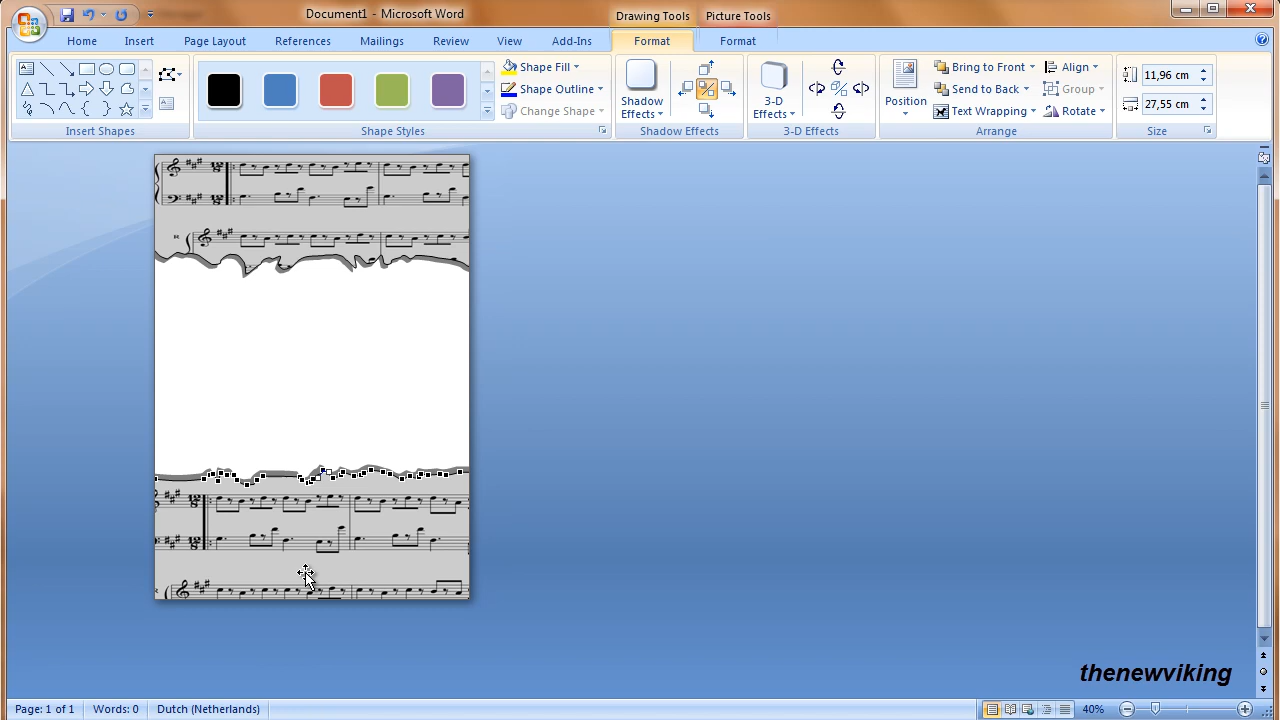 Document1 - Microsoft Word
Drawing Tools
Picture Tools
Home
Insert
Page Layout
References
Mailings
Review
View
Add-Ins
Format
Format
Shape Fill
Shape Outline
Change Shape
Shadow
Effects
3-D
Effects
Position
Bring to Front
Send to Back
Text Wrapping
Align
Group
Rotate
11,96 cm
27,55 cm
Insert Shapes
Shape Styles
Shadow Effects
3-D Effects
Arrange
Size
thenewviking
Page: 1 of 1
Words: 0
Dutch (Netherlands)
40%